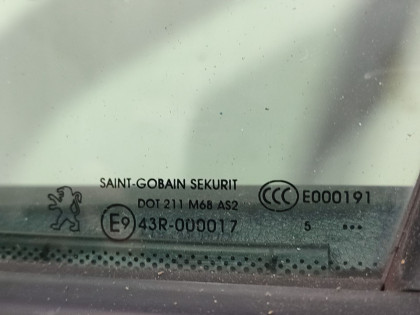 SAINT-GOBAIN SEKURIT
DOT 211 M68 AS2
E9 43R-000017
CCC E000191
5 ...